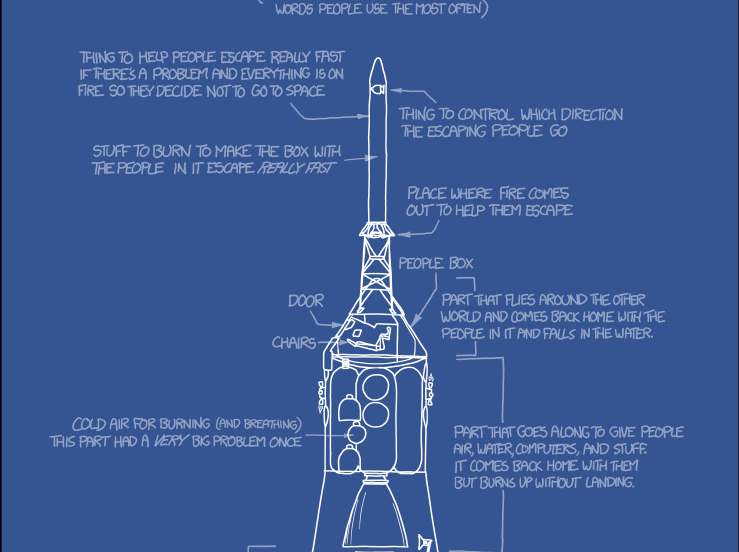 WORDS PEOPLE USE THE MOST OFTEN)
THING TO HELP PEOPLE ESCAPE REALLY FAST
IF THERE'S A PROBLEM AND EVERYTHING IS ON
FIRE SO THEY DECIDE NOT TO GO TO SPACE
THING TO CONTROL WHICH DIRECTION
THE ESCAPING PEOPLE GO
STUFF TO BURN TO MAKE THE BOX WITH
THE PEOPLE IN IT ESCAPE REALLY FAST
PLACE WHERE FIRE COMES
OUT TO HELP THEM ESCAPE
PEOPLE BOX
DOOR
PART THAT FLIES AROUND THE OTHER
WORLD AND COMES BACK HOME WITH THE
PEOPLE IN IT AND FALLS IN THE WATER.
CHAIRS
COLD AIR FOR BURNING (AND BREATHING)
THIS PART HAD A VERY BIG PROBLEM ONCE
PART THAT GOES ALONG TO GIVE PEOPLE
AIR, WATER, COMPUTERS, AND STUFF.
IT COMES BACK HOME WITH THEM
BUT BURNS UP WITHOUT LANDING.